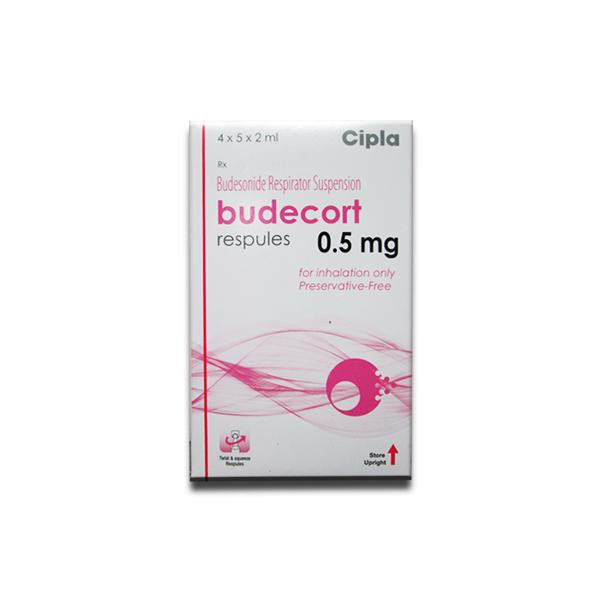 4 x 5 x 2 ml
Cipla
Rx
Budesonide Respirator Suspension
budecort
respules 0.5 mg
for inhalation only
Preservative-Free
Twist & squeeze
Respules
Store
Upright